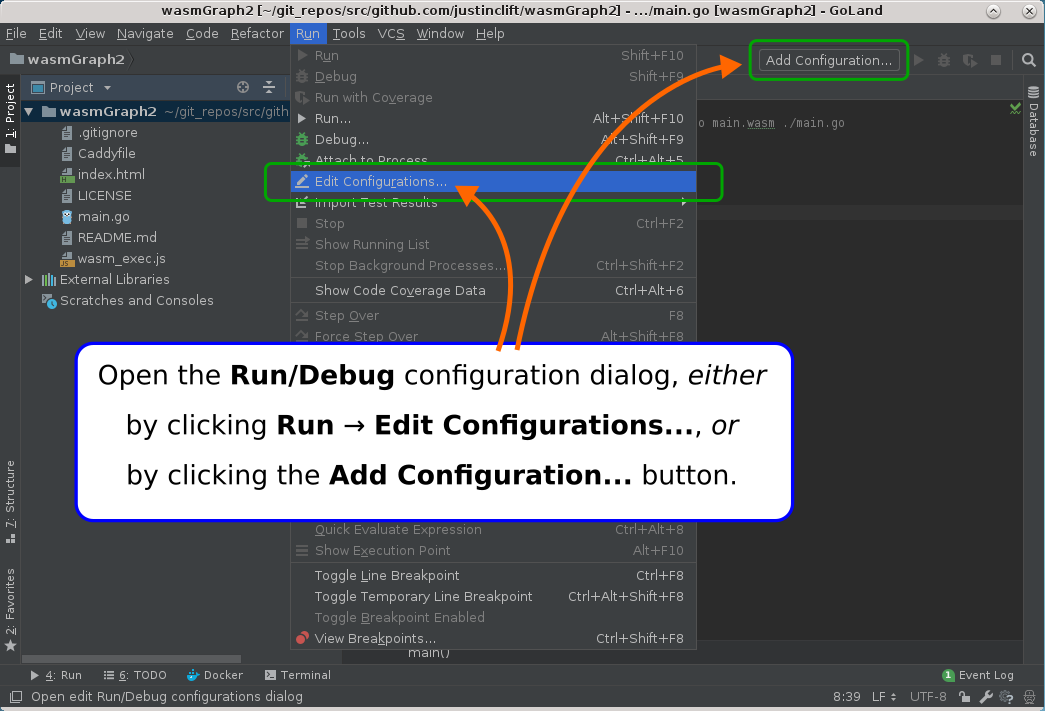 wasmGraph2 [~/git_repos/src/github.com/justinclift/wasmGraph2] - .../main.go [wasmGraph2] - GoLand
File Edit View Navigate Code Refactor Run Tools VCS Window Help
wasmGraph2
Add Configuration...
1: Project
Project
wasmGraph2 ~/git_repos/src/gith
.gitignore
Caddyfile
index.html
LICENSE
main.go
README.md
wasm_exec.js
External Libraries
Scratches and Consoles
Run Shift+F10
Debug Shift+F9
Run with Coverage
Run... Alt+Shift+F10
Debug... Alt+Shift+F9
Attach to Process... Ctrl+Alt+5
Edit Configurations...
Import Test Results
Stop Ctrl+F2
Show Running List
Stop Background Processes... Ctrl+Shift+F2
Show Code Coverage Data Ctrl+Alt+6
Step Over F8
Force Step Over Alt+Shift+F8
o main.wasm ./main.go
Database
Open the Run/Debug configuration dialog, either
by clicking Run → Edit Configurations..., or
by clicking the Add Configuration... button.
Quick Evaluate Expression Ctrl+Alt+8
Show Execution Point Alt+F10
Toggle Line Breakpoint Ctrl+F8
Toggle Temporary Line Breakpoint Ctrl+Alt+Shift+F8
Toggle Breakpoint Enabled
View Breakpoints... Ctrl+Shift+F8
main()
7: Structure
2: Favorites
4: Run 6: TODO Docker Terminal 1 Event Log
Open edit Run/Debug configurations dialog 8:39 LF UTF-8